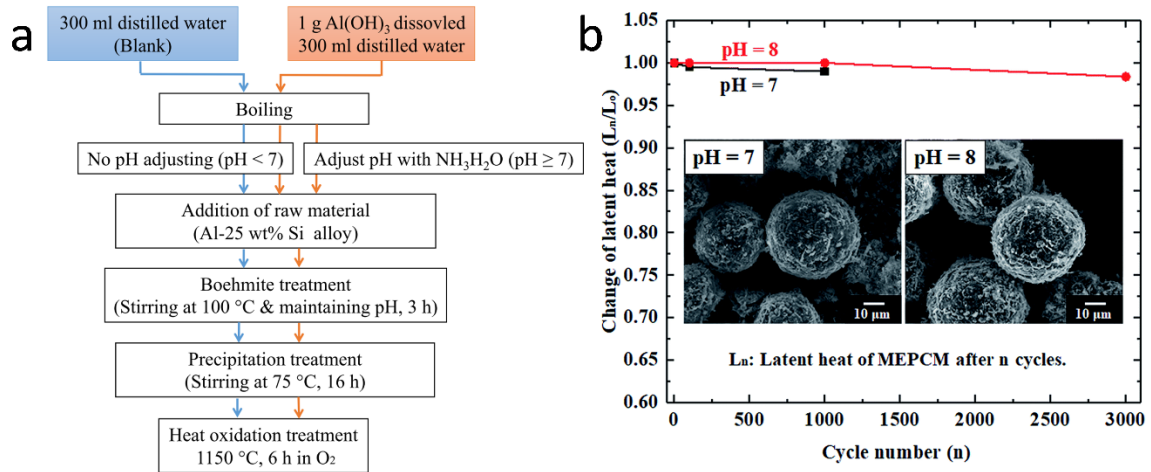 a
300 ml distilled water
(Blank)
1 g Al(OH)₃ dissovled
300 ml distilled water
Boiling
No pH adjusting (pH < 7)
Adjust pH with NH₃H₂O (pH ≥ 7)
Addition of raw material
(Al-25 wt% Si alloy)
Boehmite treatment
(Stirring at 100 °C & maintaining pH, 3 h)
Precipitation treatment
(Stirring at 75 °C, 16 h)
Heat oxidation treatment
1150 °C, 6 h in O₂
b
Change of latent heat (Lₙ/Lₒ)
1.00
0.95
0.90
0.85
0.80
0.75
0.70
0.65
0.60
pH = 8
pH = 7
pH = 7
10 μm
pH = 8
10 μm
Lₙ: Latent heat of MEPCM after n cycles.
0
500
1000
1500
2000
2500
3000
Cycle number (n)